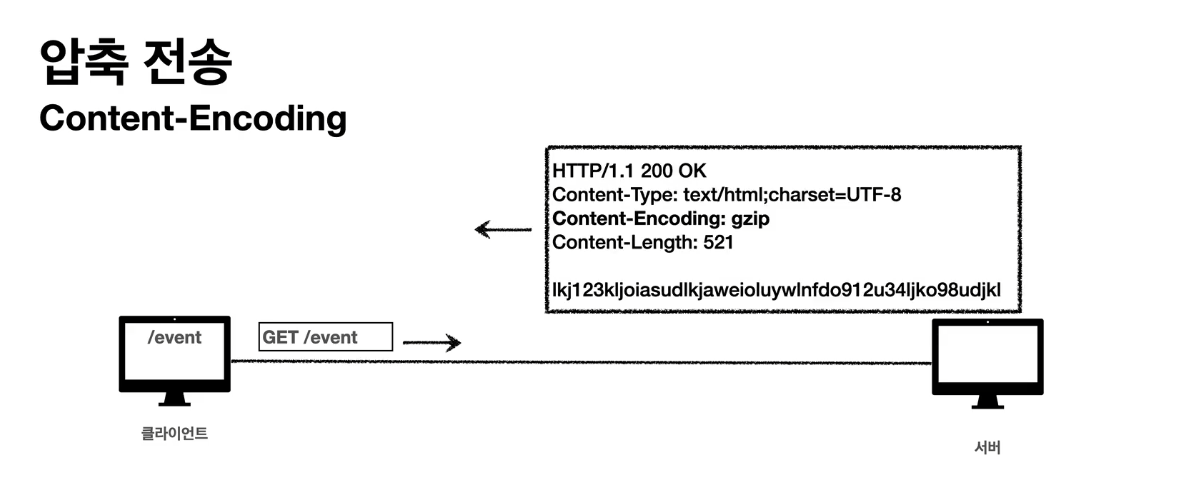 압축 전송
Content-Encoding
HTTP/1.1 200 OK
Content-Type: text/html;charset=UTF-8
Content-Encoding: gzip
Content-Length: 521
lkj123kljoiasudlkjaweioluywlnfdo912u34ljko98udjkl
/event
GET /event
클라이언트
서버